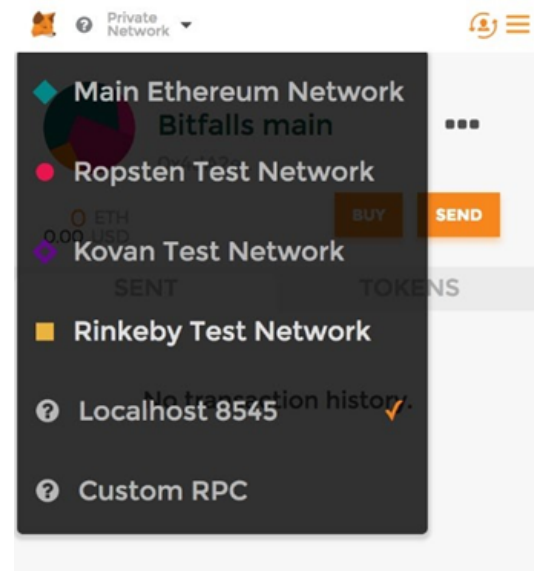 Private
Network
Main Ethereum Network
Bitfalls main
Ropsten Test Network
0 ETH
BUY
SEND
0.00 USD
Kovan Test Network
SENT
TOKENS
Rinkeby Test Network
No transaction history.
Localhost 8545
Custom RPC